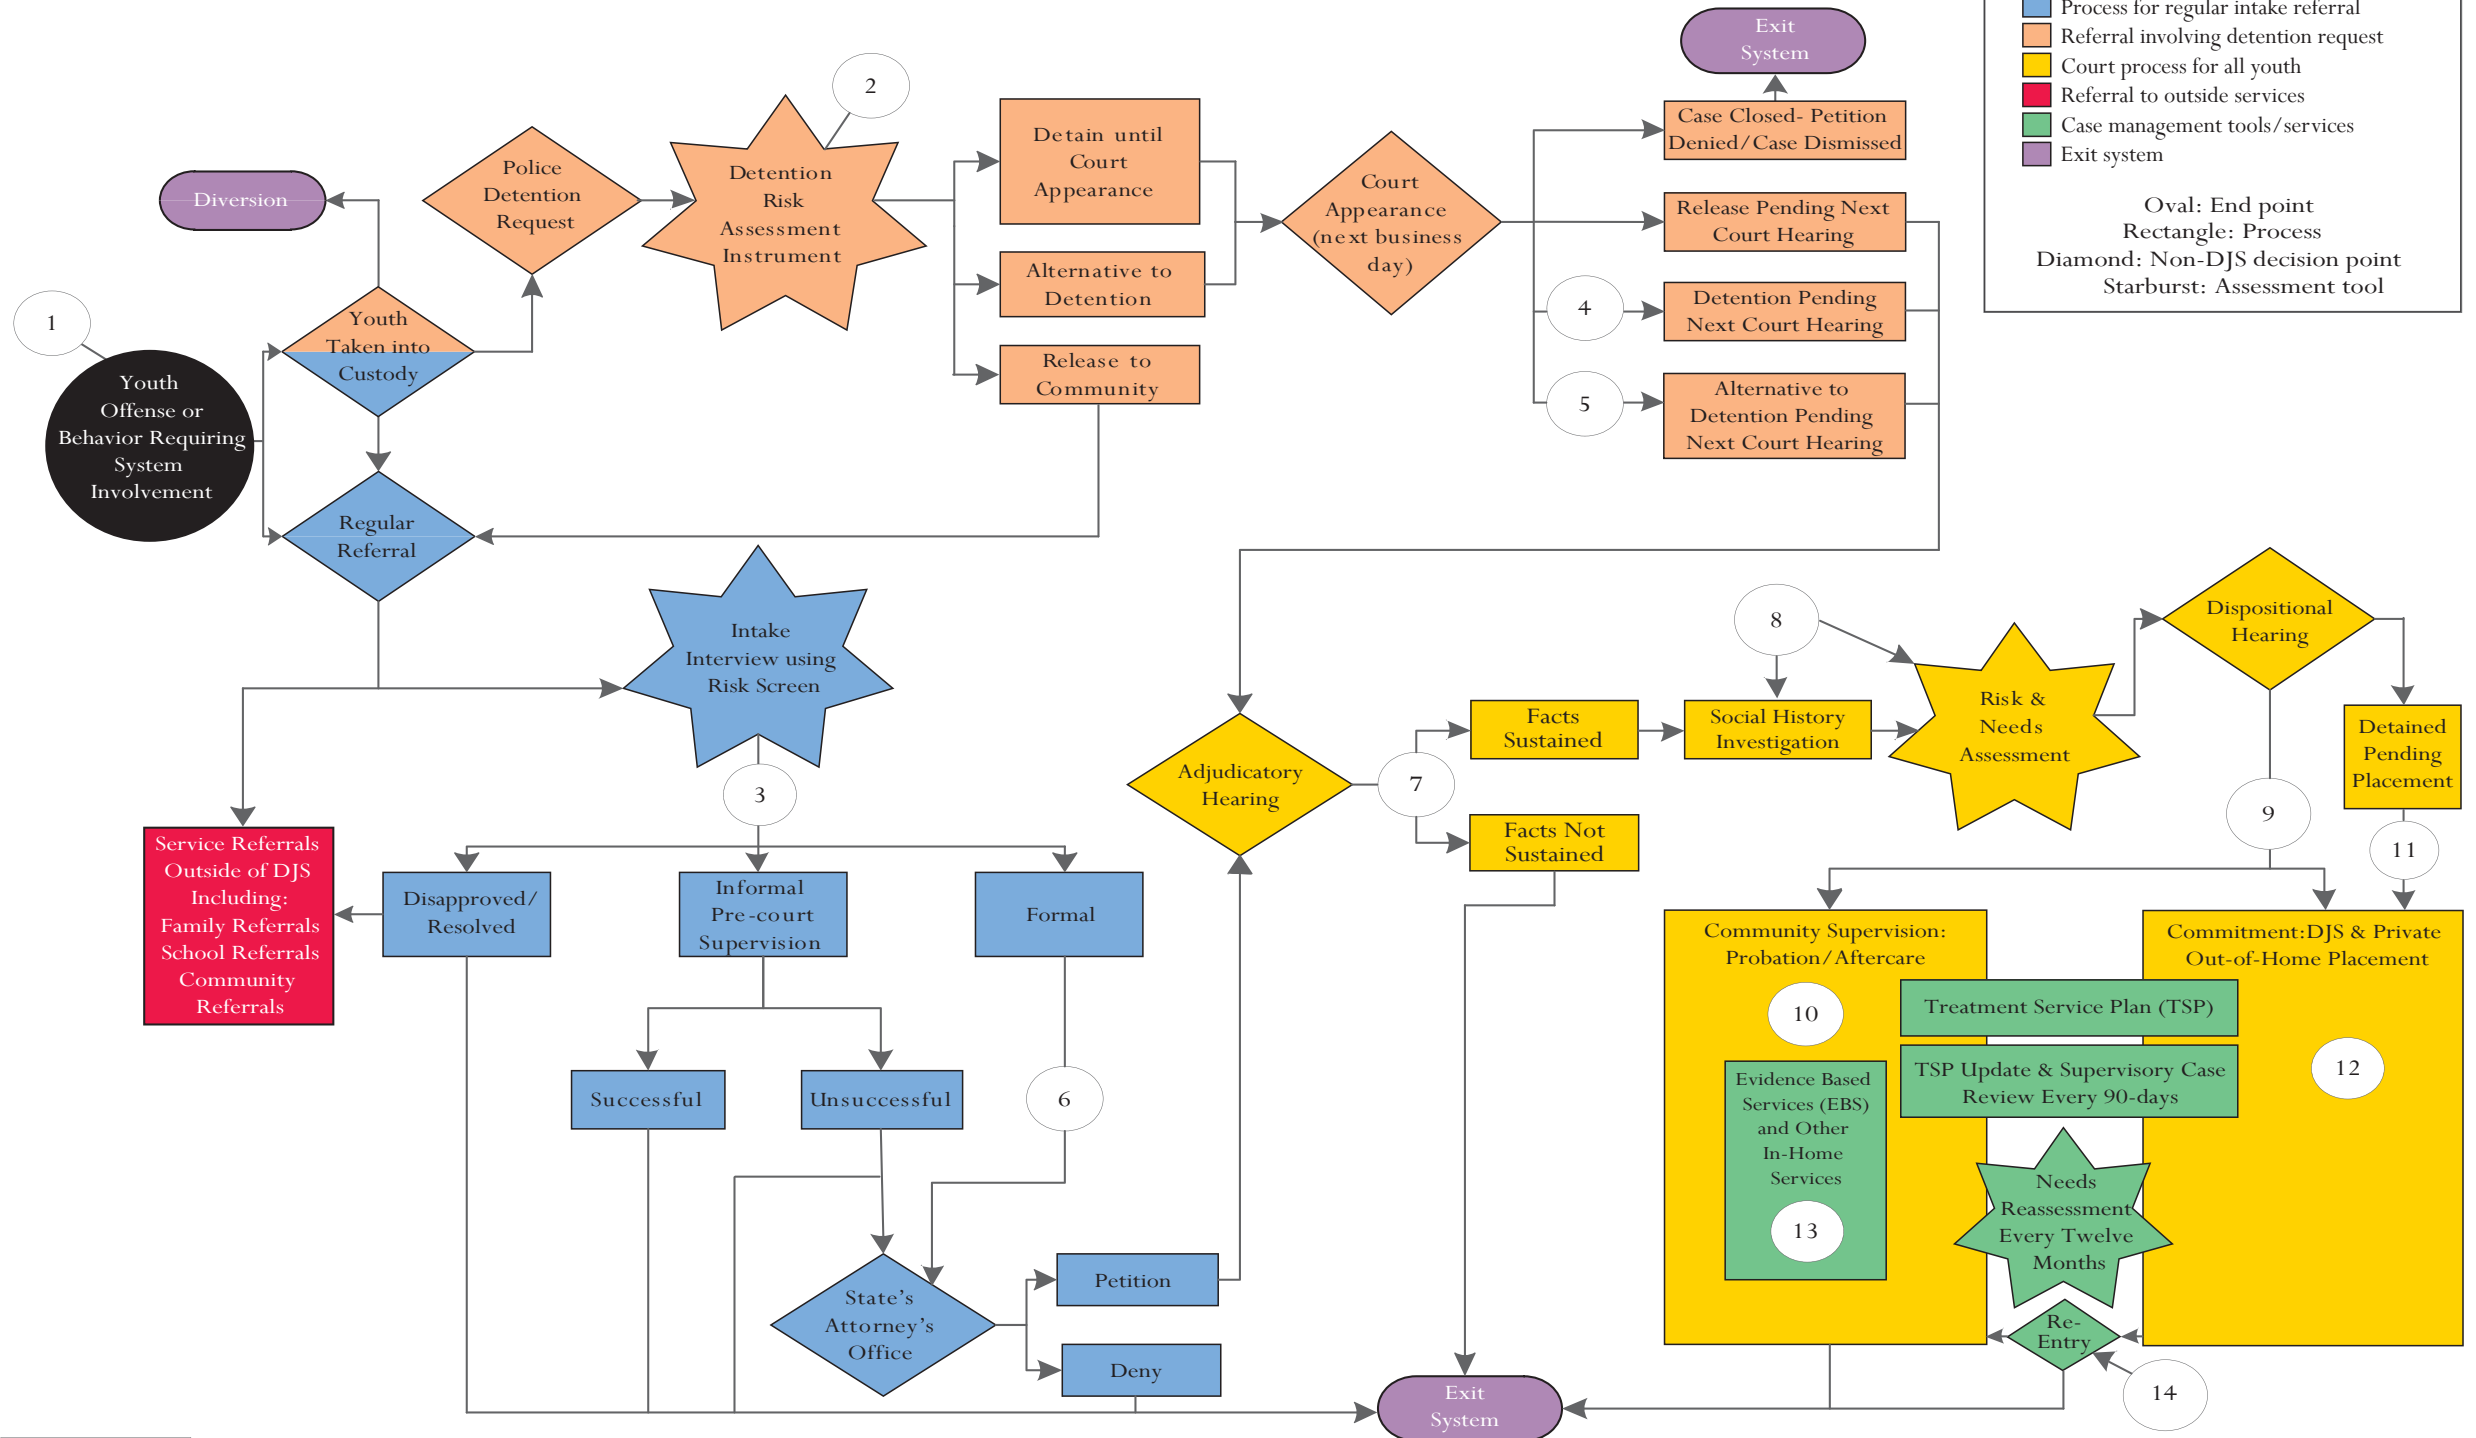 Process for regular intake referral
Referral involving detention request
Court process for all youth
Referral to outside services
Case management tools/services
Exit system
Oval: End point
Rectangle: Process
Diamond: Non-DJS decision point
Starburst: Assessment tool
Exit
System
2
Case Closed- Petition
Denied/Case Dismissed
Detain until
Court
Appearance
Police
Detention
Request
Detention
Risk
Assessment
Instrument
Diversion
Court
Appearance
(next business
day)
Release Pending Next
Court Hearing
Alternative to
Detention
4
Detention Pending
Next Court Hearing
1
Youth
Taken into
Custody
Release to
Community
5
Alternative to
Detention Pending
Next Court Hearing
Youth
Offense or
Behavior Requiring
System
Involvement
Regular
Referral
Intake
Interview using
Risk Screen
3
8
Dispositional
Hearing
Risk &
Needs
Assessment
Facts
Sustained
Social History
Investigation
Detained
Pending
Placement
Adjudicatory
Hearing
7
9
Facts Not
Sustained
11
Service Referrals
Outside of DJS
Including:
Family Referrals
School Referrals
Community
Referrals
Disapproved/
Resolved
Informal
Pre-court
Supervision
Formal
Community Supervision:
Probation/Aftercare
Commitment:DJS & Private
Out-of-Home Placement
10
Treatment Service Plan (TSP)
TSP Update & Supervisory Case
Review Every 90-days
12
Evidence Based
Services (EBS)
and Other
In-Home
Services
13
Successful
Unsuccessful
6
Needs
Reassessment
Every Twelve
Months
Petition
State's
Attorney's
Office
Deny
Re-
Entry
14
Exit
System